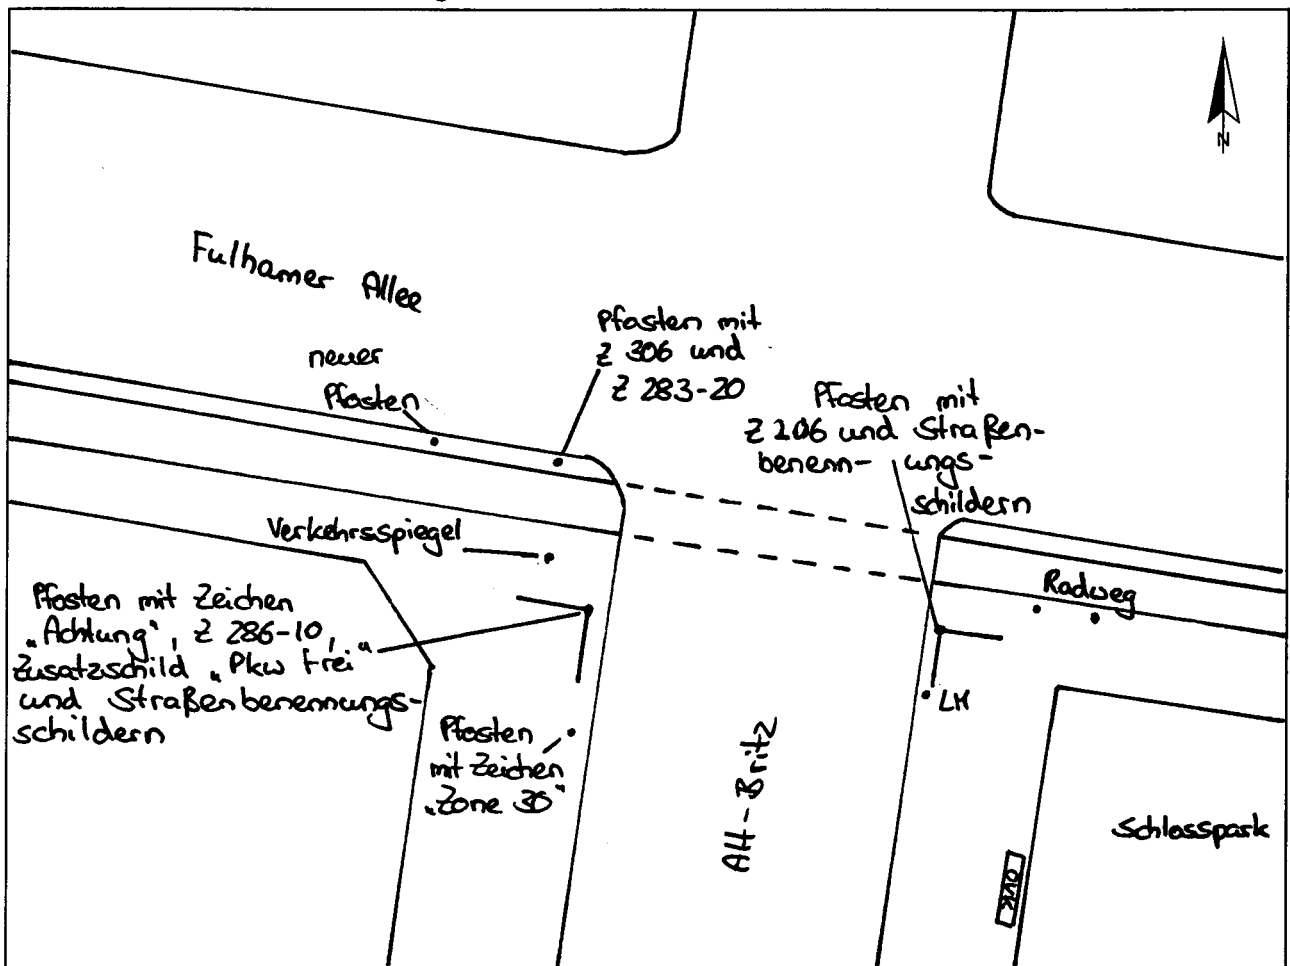 N
Fulhamer Allee
neuer
Pfosten
Pfosten mit
Z 306 und
Z 283-20
Pfosten mit
Z 206 und Straßen-
benenn- ungs-
schildern
Verkehrsspiegel
Radweg
Pfosten mit Zeichen
„Achtung“, Z 286-10,
Zusatzschild „Pkw frei“
und Straßenbenennungs-
schildern
LM
Pfosten
mit Zeichen
„Zone 30“
Alt-Britz
Schlosspark
OVK